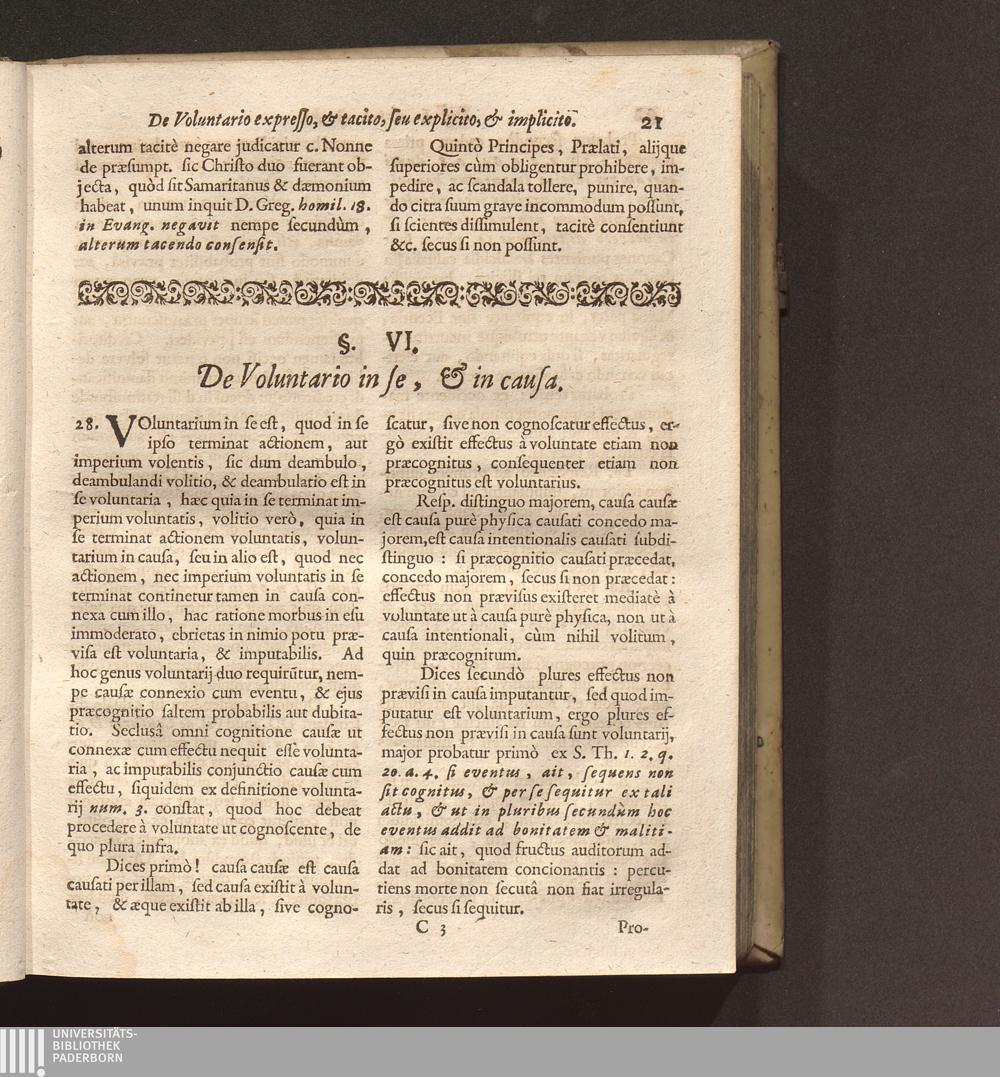 De Voluntario expreſſo, & tacito, ſeu explicito, & implicito. 21
alterum tacitè negare judicatur c. Nonne
de præſumpt. ſic Chriſto duo fuerant ob-
jecta, quòd ſit Samaritanus & dæmonium
habeat, unum inquit D. Greg. homil. 18.
in Evang. negavit nempe ſecundùm,
alterum tacendo conſenſit.
Quintò Principes, Prælati, alijque
ſuperiores cùm obligentur prohibere, im-
pedire, ac ſcandala tollere, punire, quan-
do citra ſuum grave incommodum poſſunt,
ſi ſcientes diſſimulent, tacitè conſentiunt
&c. ſecus ſi non poſſunt.
§. VI.
De Voluntario in ſe, & in cauſa.
28. VOluntarium in ſe eſt, quod in ſe
ipſo terminat actionem, aut
imperium volentis, ſic dum deambulo,
deambulandi volitio, & deambulatio eſt in
ſe voluntaria, hæc quia in ſe terminat im-
perium voluntatis, volitio verò, quia in
ſe terminat actionem voluntatis, volun-
tarium in cauſa, ſeu in alio eſt, quod nec
actionem, nec imperium voluntatis in ſe
terminat continetur tamen in cauſa con-
nexa cum illo, hac ratione morbus in eſu
immoderato, ebrietas in nimio potu præ-
viſa eſt voluntaria, & imputabilis. Ad
hoc genus voluntarij duo requirūtur, nem-
pe cauſæ connexio cum eventu, & ejus
præcognitio ſaltem probabilis aut dubita-
tio. Secluſâ omni cognitione cauſæ ut
connexæ cum effectu nequit eſſe volunta-
ria, ac imputabilis conjunctio cauſæ cum
effectu, ſiquidem ex definitione volunta-
rij num. 3. conſtat, quod hoc debeat
procedere à voluntate ut cognoſcente, de
quo plura infra.
Dices primò! cauſa cauſæ eſt cauſa
cauſati per illam, ſed cauſa exiſtit à volun-
tate, & æque exiſtit ab illa, ſive cogno-
ſcatur, ſive non cognoſcatur effectus, er-
gò exiſtit effectus à voluntate etiam non
præcognitus, conſequenter etiam non
præcognitus eſt voluntarius.
Reſp. diſtinguo majorem, cauſa cauſæ
eſt cauſa purè phyſica cauſati concedo ma-
jorem, eſt cauſa intentionalis cauſati ſubdi-
ſtinguo : ſi præcognitio cauſati præcedat,
concedo majorem, ſecus ſi non præcedat :
effectus non præviſus exiſteret mediatè à
voluntate ut à cauſa purè phyſica, non ut à
cauſa intentionali, cùm nihil volitum,
quin præcognitum.
Dices ſecundò plures effectus non
præviſi in cauſa imputantur, ſed quod im-
putatur eſt voluntarium, ergo plures ef-
fectus non præviſi in cauſa ſunt voluntarij,
major probatur primò ex S. Th. 1. 2. q.
20. a. 4. ſi eventus, ait, ſequens non
ſit cognitus, & per ſe ſequitur ex tali
actu, & ut in pluribus ſecundùm hoc
eventus addit ad bonitatem & maliti-
am : ſic ait, quod fructus auditorum ad-
dat ad bonitatem concionantis : percu-
tiens morte non ſecutâ non fiat irregula-
ris, ſecus ſi ſequitur.
C 3 Pro-
UNIVERSITÄTS-
BIBLIOTHEK
PADERBORN